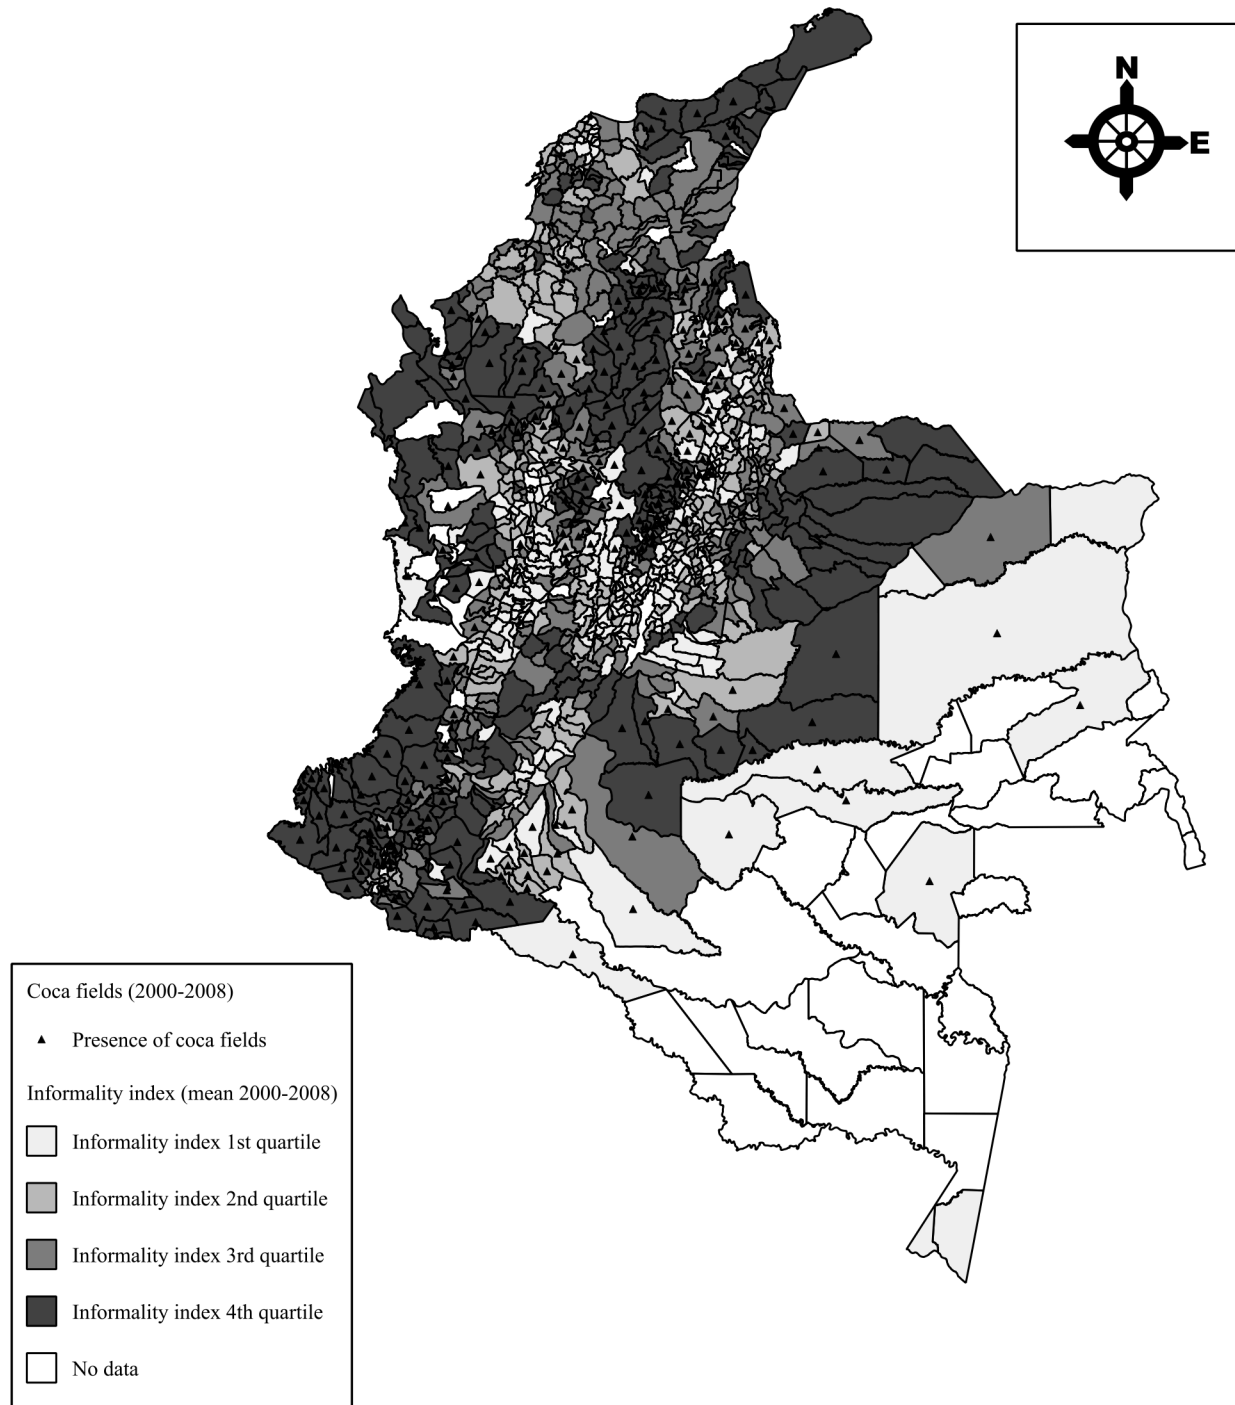 N
E
Coca fields (2000-2008)
Presence of coca fields
Informality index (mean 2000-2008)
Informality index 1st quartile
Informality index 2nd quartile
Informality index 3rd quartile
Informality index 4th quartile
No data